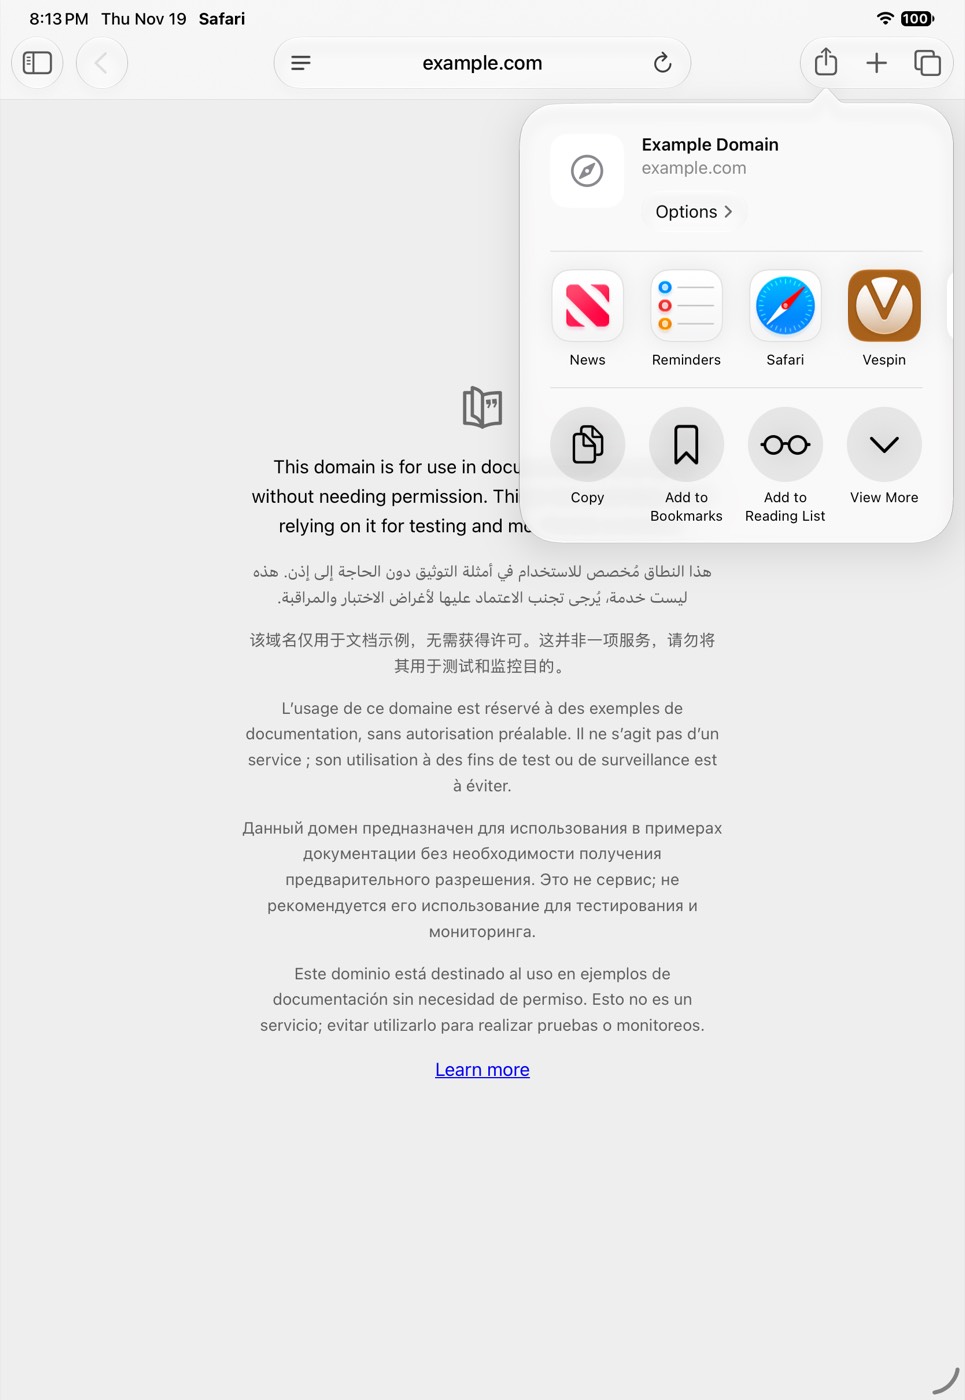 8:13 PM Thu Nov 19 Safari
100
example.com
Example Domain
example.com
Options
News
Reminders
Safari
Vespin
Copy
Add to
Bookmarks
Add to
Reading List
View More
This domain is for use in docu
without needing permission. Thi
relying on it for testing and mo
هذا النطاق مُخصص للاستخدام في أمثلة التوثيق دون الحاجة إلى إذن. هذه
ليست خدمة، يُرجى تجنب الاعتماد عليها لأغراض الاختبار والمراقبة.
该域名仅用于文档示例，无需获得许可。这并非一项服务，请勿将
其用于测试和监控目的。
L’usage de ce domaine est réservé à des exemples de
documentation, sans autorisation préalable. Il ne s’agit pas d’un
service ; son utilisation à des fins de test ou de surveillance est
à éviter.
Данный домен предназначен для использования в примерах
документации без необходимости получения
предварительного разрешения. Это не сервис; не
рекомендуется его использование для тестирования и
мониторинга.
Este dominio está destinado al uso en ejemplos de
documentación sin necesidad de permiso. Esto no es un
servicio; evitar utilizarlo para realizar pruebas o monitoreos.
Learn more